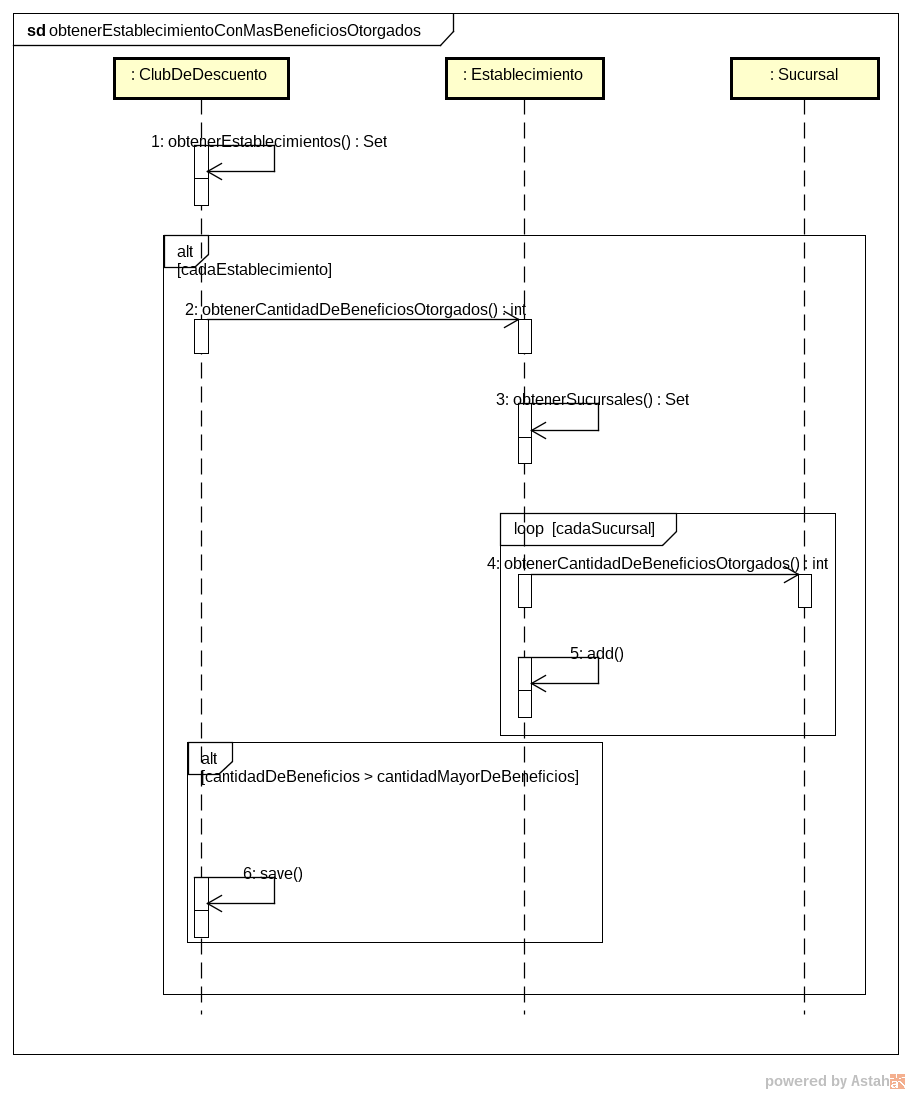 sd obtenerEstablecimientoConMasBeneficiosOtorgados
: ClubDeDescuento
: Establecimiento
: Sucursal
1: obtenerEstablecimientos() : Set
alt
[cadaEstablecimiento]
2: obtenerCantidadDeBeneficiosOtorgados() : int
3: obtenerSucursales() : Set
loop [cadaSucursal]
4: obtenerCantidadDeBeneficiosOtorgados() : int
5: add()
alt
[cantidadDeBeneficios > cantidadMayorDeBeneficios]
6: save()
powered by Astah